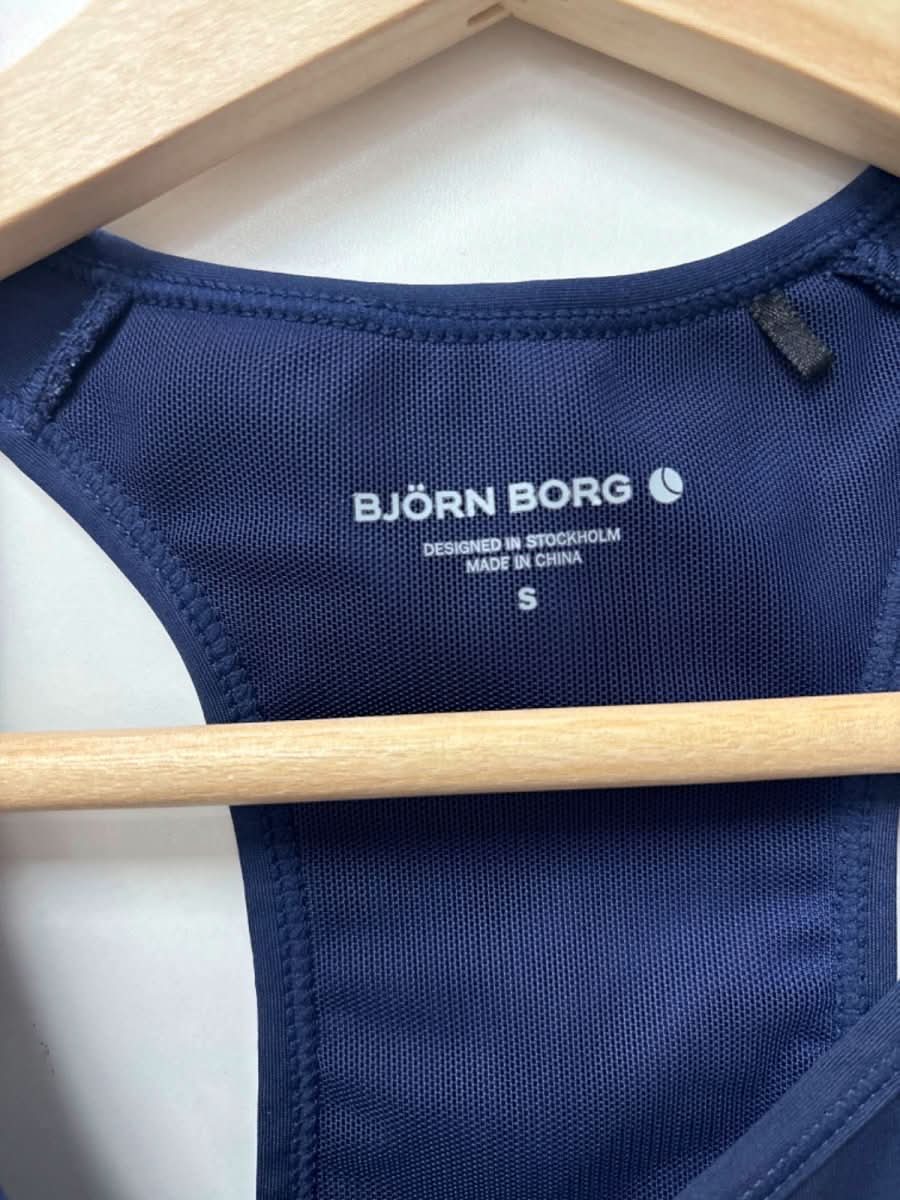 BJÖRN BORG
DESIGNED IN STOCKHOLM
MADE IN CHINA
S